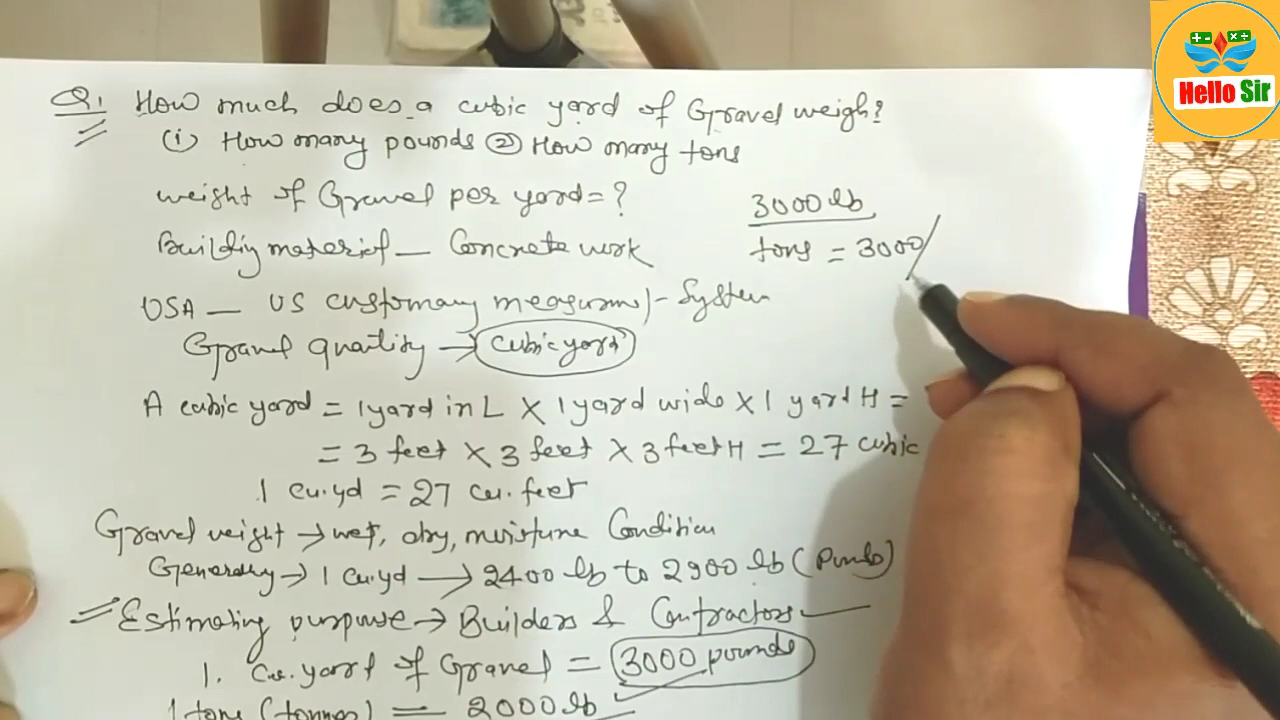 + -
× ÷
Hello Sir
Q1. How much does a cubic yard of Gravel weigh?
(i) How many pounds ② How many tons
weight of Gravel per yard = ?
3000 lb
tons = 3000/
Building material — Concrete work
USA — US customary measurement - System
Gravel quantity → cubic yard
A cubic yard = 1 yard in L × 1 yard wide × 1 yard H =
= 3 feet × 3 feet × 3 feet H = 27 cubic
1 Cu.yd = 27 cu. feet
Gravel weight → wet, dry, moisture Condition
Generally → 1 cu.yd → 2400 lb to 2900 lb (Pounds)
Estimating purpose → Builders & Contractors
1. Cu. yard of Gravel = 3000 pounds
1 tons (tonnes) = 2000 lb